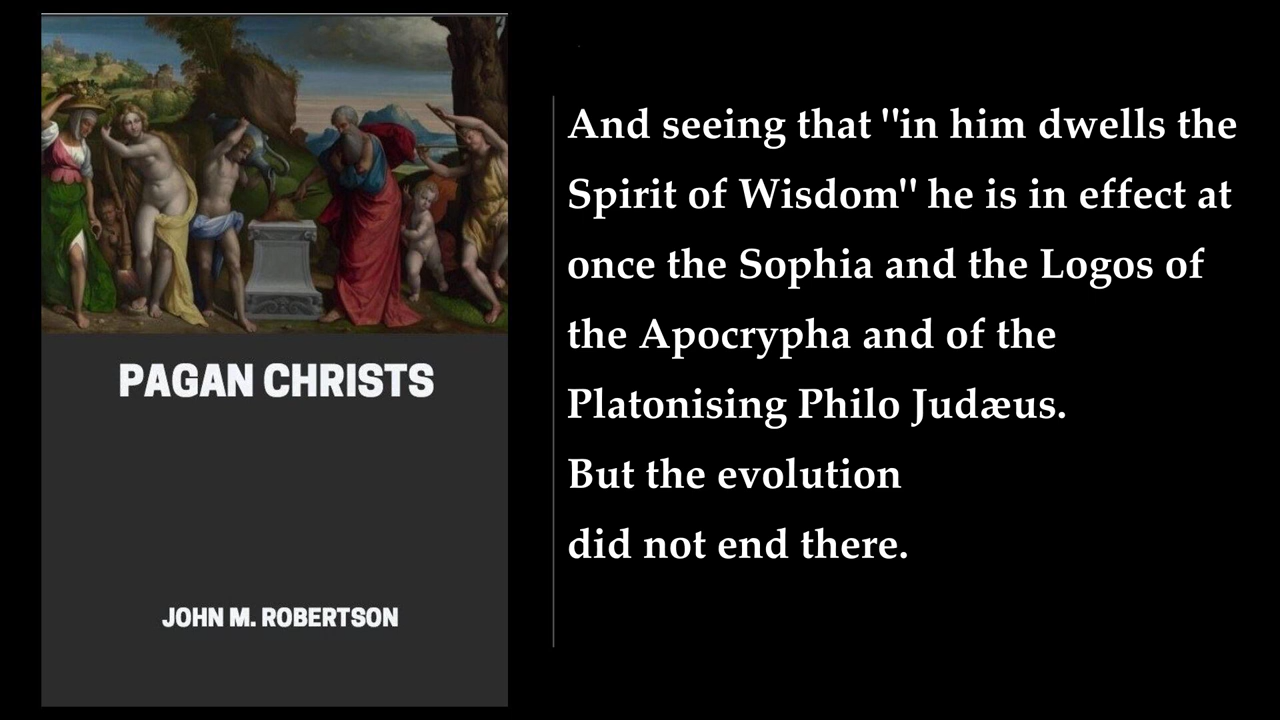 PAGAN CHRISTS
JOHN M. ROBERTSON
And seeing that "in him dwells the
Spirit of Wisdom" he is in effect at
once the Sophia and the Logos of
the Apocrypha and of the
Platonising Philo Judæus.
But the evolution
did not end there.